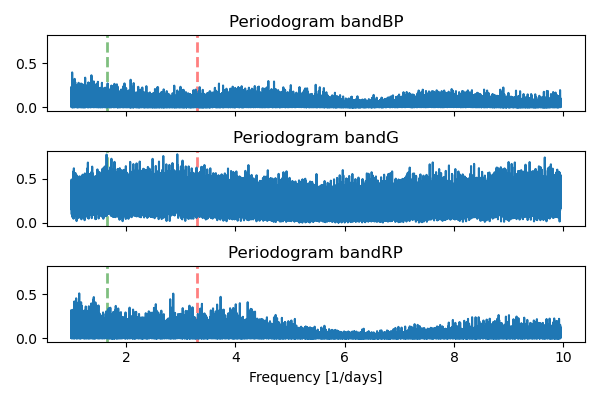 Periodogram bandBP
0.5
0.0
Periodogram bandG
0.5
0.0
Periodogram bandRP
0.5
0.0
2 4 6 8 10
Frequency [1/days]